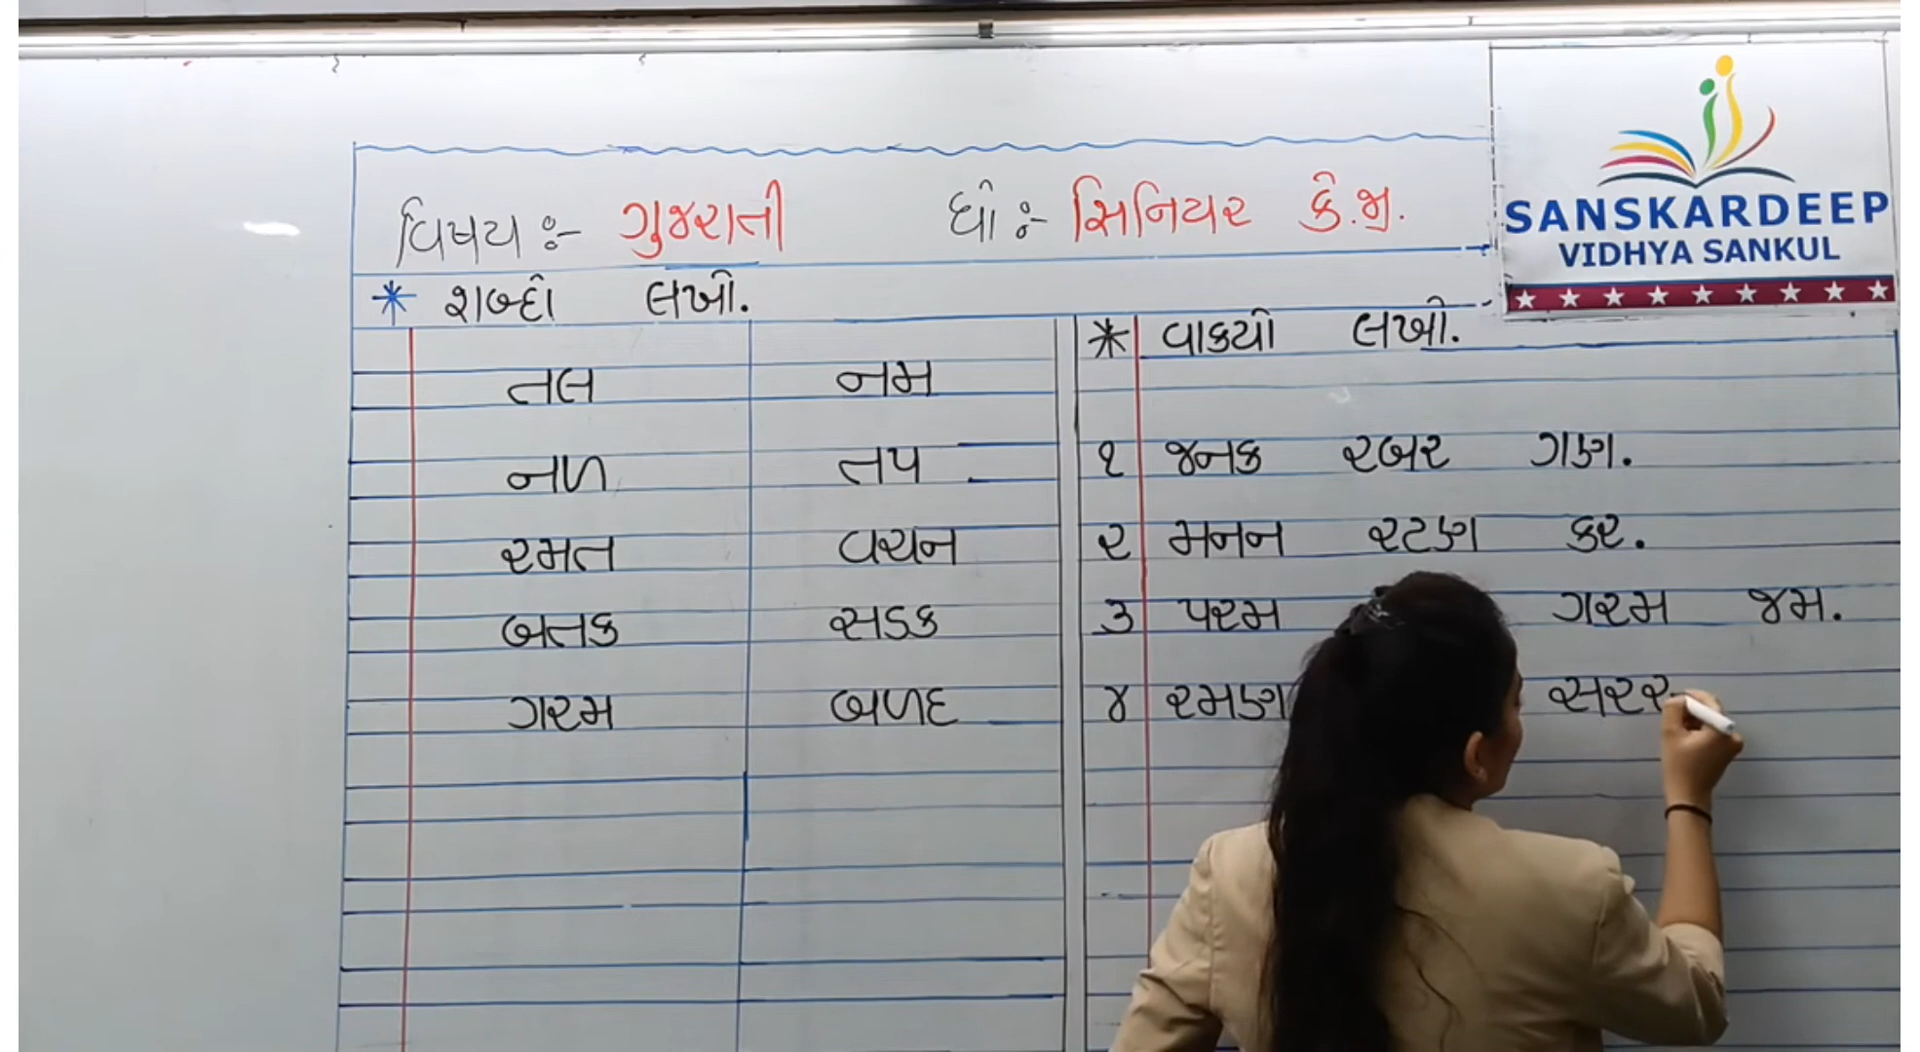 SANSKARDEEP
VIDHYA SANKUL
વિષય :- ગુજરાતી ધો :- સિનિયર કે.જી.
* શબ્દો લખો.
તલ નમ
નળ તપ
રમત વચન
બતક સડક
ગરમ બળદ
* વાકયો લખો.
૧ જનક રબર ગણ.
૨ મનન રટણ કર.
૩ પરમ ગરમ જમ.
૪ રમણ સરર